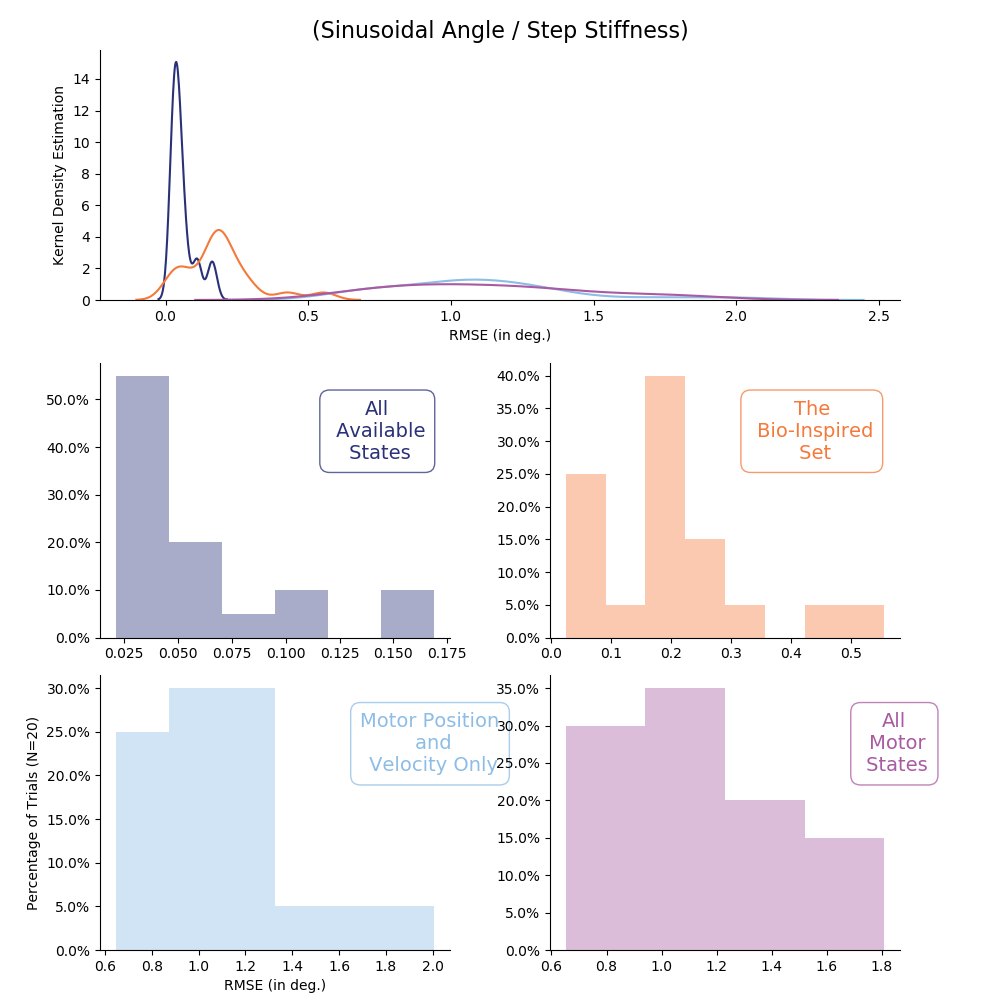 (Sinusoidal Angle / Step Stiffness)
Kernel Density Estimation
14
12
10
8
6
4
2
0
0.0 0.5 1.0 1.5 2.0 2.5
RMSE (in deg.)
50.0%
40.0%
30.0%
20.0%
10.0%
0.0%
All
Available
States
0.025 0.050 0.075 0.100 0.125 0.150 0.175
40.0%
35.0%
30.0%
25.0%
20.0%
15.0%
10.0%
5.0%
0.0%
The
Bio-Inspired
Set
0.0 0.1 0.2 0.3 0.4 0.5
Percentage of Trials (N=20)
30.0%
25.0%
20.0%
15.0%
10.0%
5.0%
0.0%
Motor Position
and
Velocity Only
0.6 0.8 1.0 1.2 1.4 1.6 1.8 2.0
RMSE (in deg.)
35.0%
30.0%
25.0%
20.0%
15.0%
10.0%
5.0%
0.0%
All
Motor
States
0.6 0.8 1.0 1.2 1.4 1.6 1.8